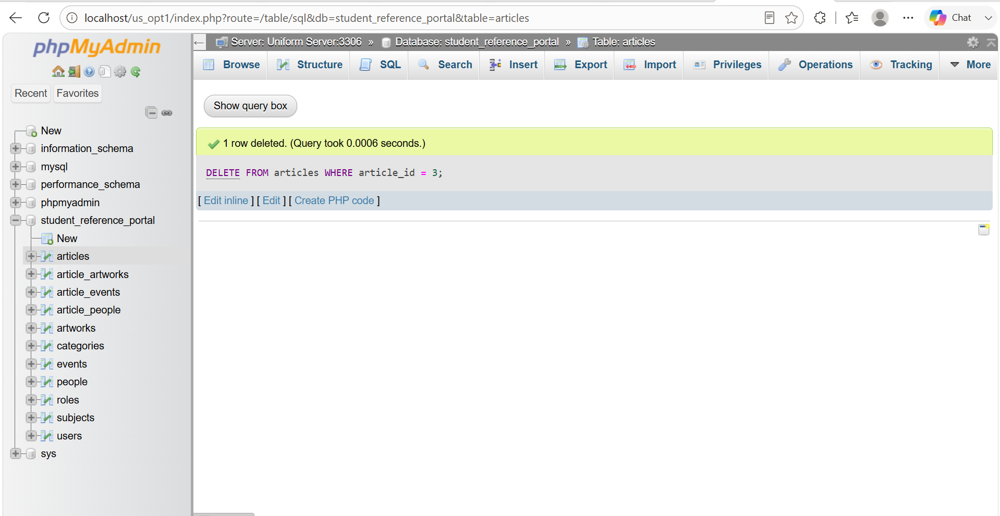 localhost/us_opt1/index.php?route=/table/sql&db=student_reference_portal&table=articles
Chat
phpMyAdmin
Recent Favorites
New
information_schema
mysql
performance_schema
phpmyadmin
student_reference_portal
New
articles
article_artworks
article_events
article_people
artworks
categories
events
people
roles
subjects
users
sys
Server: Uniform Server:3306 » Database: student_reference_portal » Table: articles
Browse Structure SQL Search Insert Export Import Privileges Operations Tracking More
Show query box
1 row deleted. (Query took 0.0006 seconds.)
DELETE FROM articles WHERE article_id = 3;
[ Edit inline ] [ Edit ] [ Create PHP code ]